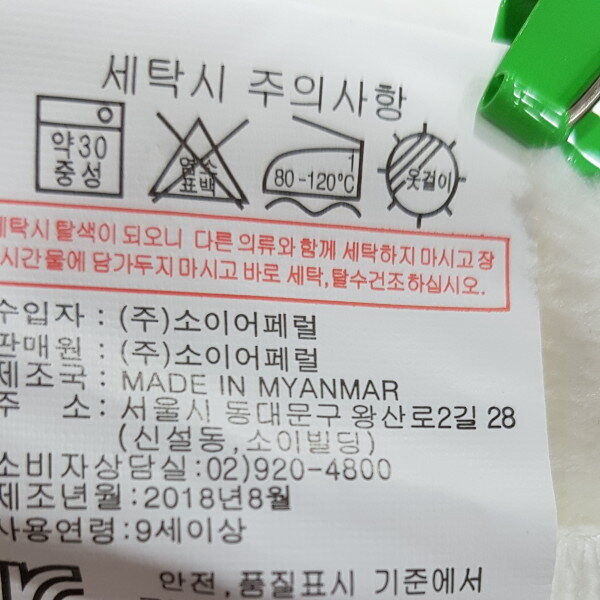 세탁시 주의사항
약30
중성
염소
표백
1
80-120℃
옷걸이
세탁시 탈색이 되오니 다른 의류와 함께 세탁하지 마시고 장
시간 물에 담가두지 마시고 바로 세탁,탈수건조하십시오.
수입자 : (주)소이어페럴
판매원 : (주)소이어페럴
제조국 : MADE IN MYANMAR
주 소 : 서울시 동대문구 왕산로2길 28
(신설동,소이빌딩)
소비자상담실:02)920-4800
제조년월:2018년8월
사용연령:9세이상
안전,품질표시 기준에서